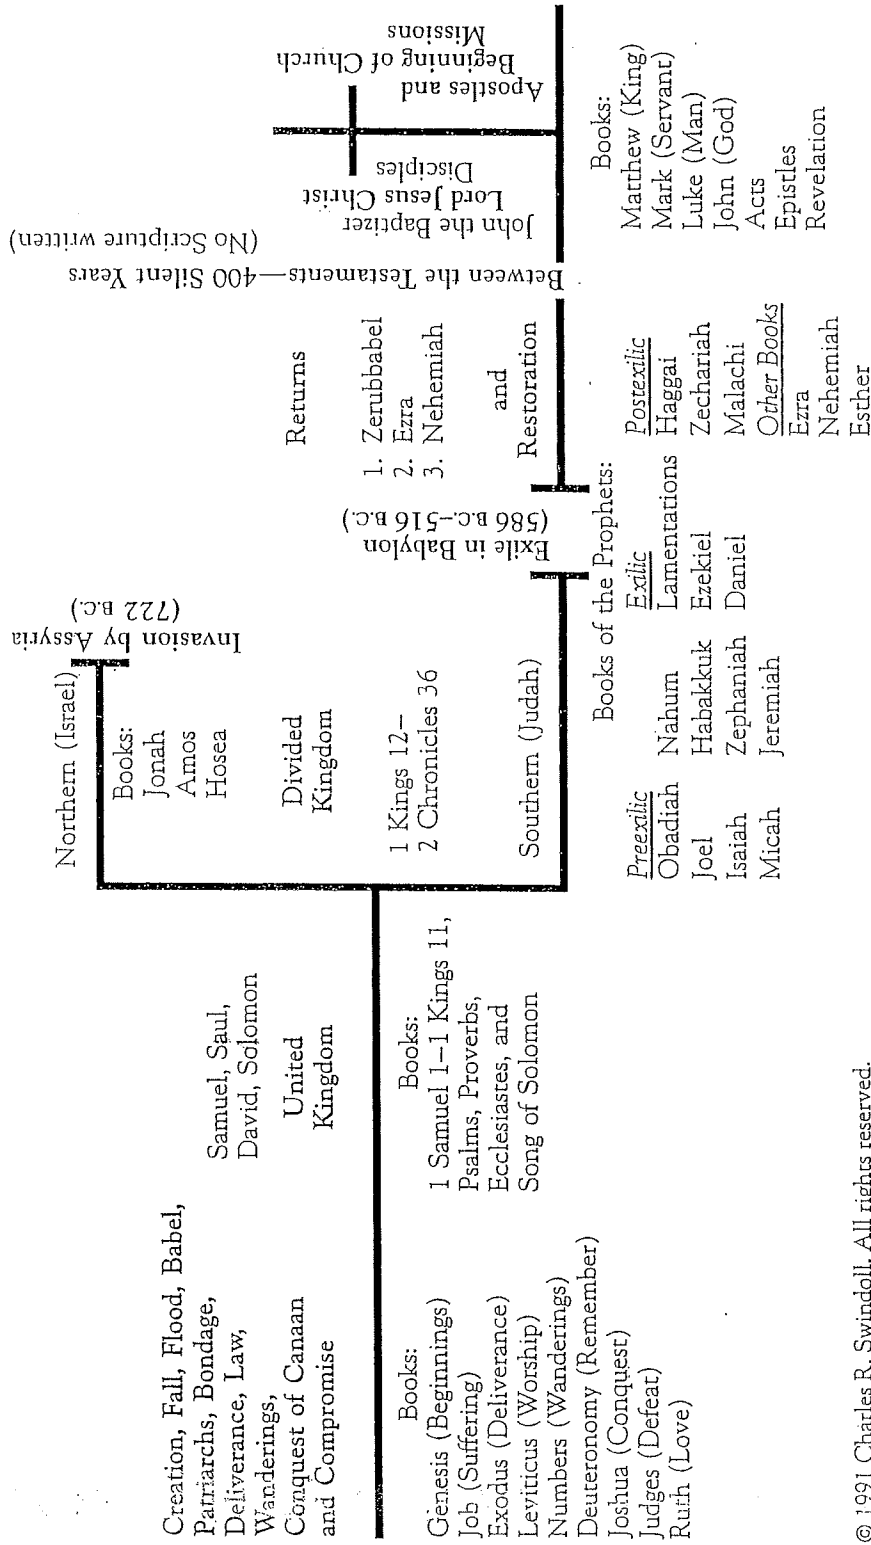 Creation, Fall, Flood, Babel,
Patriarchs, Bondage,
Deliverance, Law,
Wanderings,
Conquest of Canaan
and Compromise
Books:
Genesis (Beginnings)
Job (Suffering)
Exodus (Deliverance)
Leviticus (Worship)
Numbers (Wanderings)
Deuteronomy (Remember)
Joshua (Conquest)
Judges (Defeat)
Ruth (Love)
Samuel, Saul,
David, Solomon
United
Kingdom
Books:
1 Samuel 1–1 Kings 11,
Psalms, Proverbs,
Ecclesiastes, and
Song of Solomon
Northern (Israel)
Books:
Jonah
Amos
Hosea
Divided
Kingdom
1 Kings 12–
2 Chronicles 36
Southern (Judah)
Invasion by Assyria
(722 B.C.)
Exile in Babylon
(586 B.C.–516 B.C.)
Books of the Prophets:
Preexilic
Obadiah
Joel
Isaiah
Micah
Nahum
Habakkuk
Zephaniah
Jeremiah
Exilic
Lamentations
Ezekiel
Daniel
Postexilic
Haggai
Zechariah
Malachi
Other Books
Ezra
Nehemiah
Esther
Returns
1. Zerubbabel
2. Ezra
3. Nehemiah
and
Restoration
Between the Testaments—400 Silent Years
(No Scripture written)
John the Baptizer
Lord Jesus Christ
Disciples
Apostles and
Beginning of Church
Missions
Books:
Matthew (King)
Mark (Servant)
Luke (Man)
John (God)
Acts
Epistles
Revelation
© 1991 Charles R. Swindoll. All rights reserved.